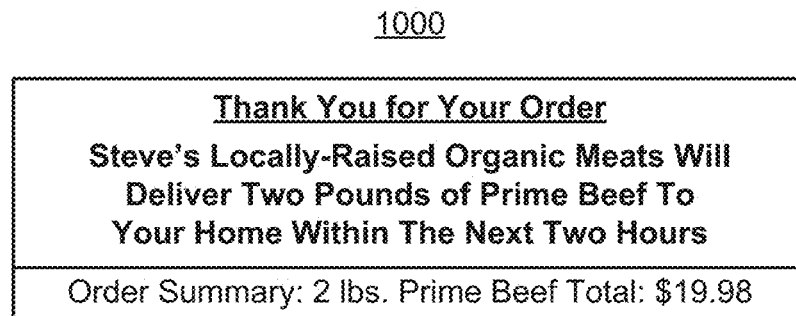 1000
Thank You for Your Order
Steve's Locally-Raised Organic Meats Will
Deliver Two Pounds of Prime Beef To
Your Home Within The Next Two Hours
Order Summary: 2 lbs. Prime Beef Total: $19.98